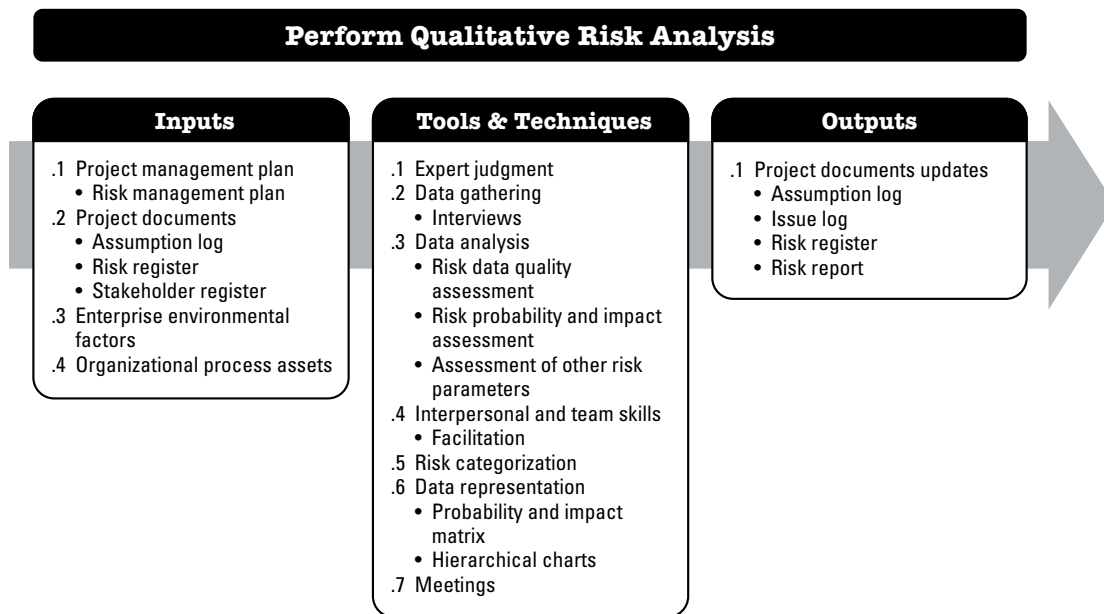 Perform Qualitative Risk Analysis
Inputs
.1 Project management plan
• Risk management plan
.2 Project documents
• Assumption log
• Risk register
• Stakeholder register
.3 Enterprise environmental
factors
.4 Organizational process assets
Tools & Techniques
.1 Expert judgment
.2 Data gathering
• Interviews
.3 Data analysis
• Risk data quality
assessment
• Risk probability and impact
assessment
• Assessment of other risk
parameters
.4 Interpersonal and team skills
• Facilitation
.5 Risk categorization
.6 Data representation
• Probability and impact
matrix
• Hierarchical charts
.7 Meetings
Outputs
.1 Project documents updates
• Assumption log
• Issue log
• Risk register
• Risk report